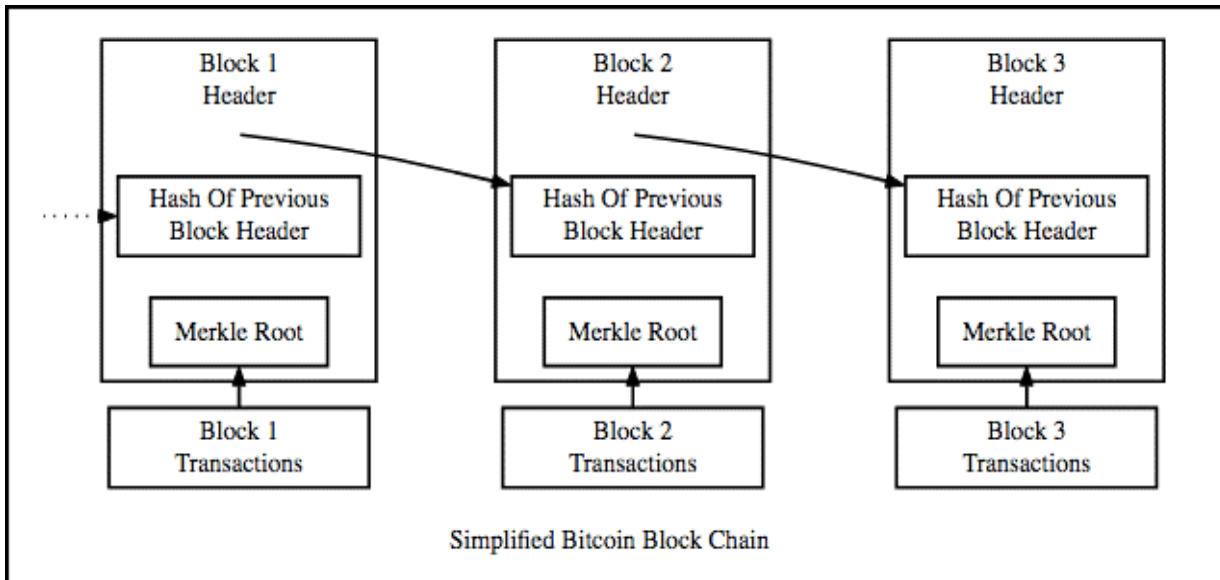 Block 1
Header
Block 2
Header
Block 3
Header
Hash Of Previous
Block Header
Hash Of Previous
Block Header
Hash Of Previous
Block Header
Merkle Root
Merkle Root
Merkle Root
Block 1
Transactions
Block 2
Transactions
Block 3
Transactions
Simplified Bitcoin Block Chain